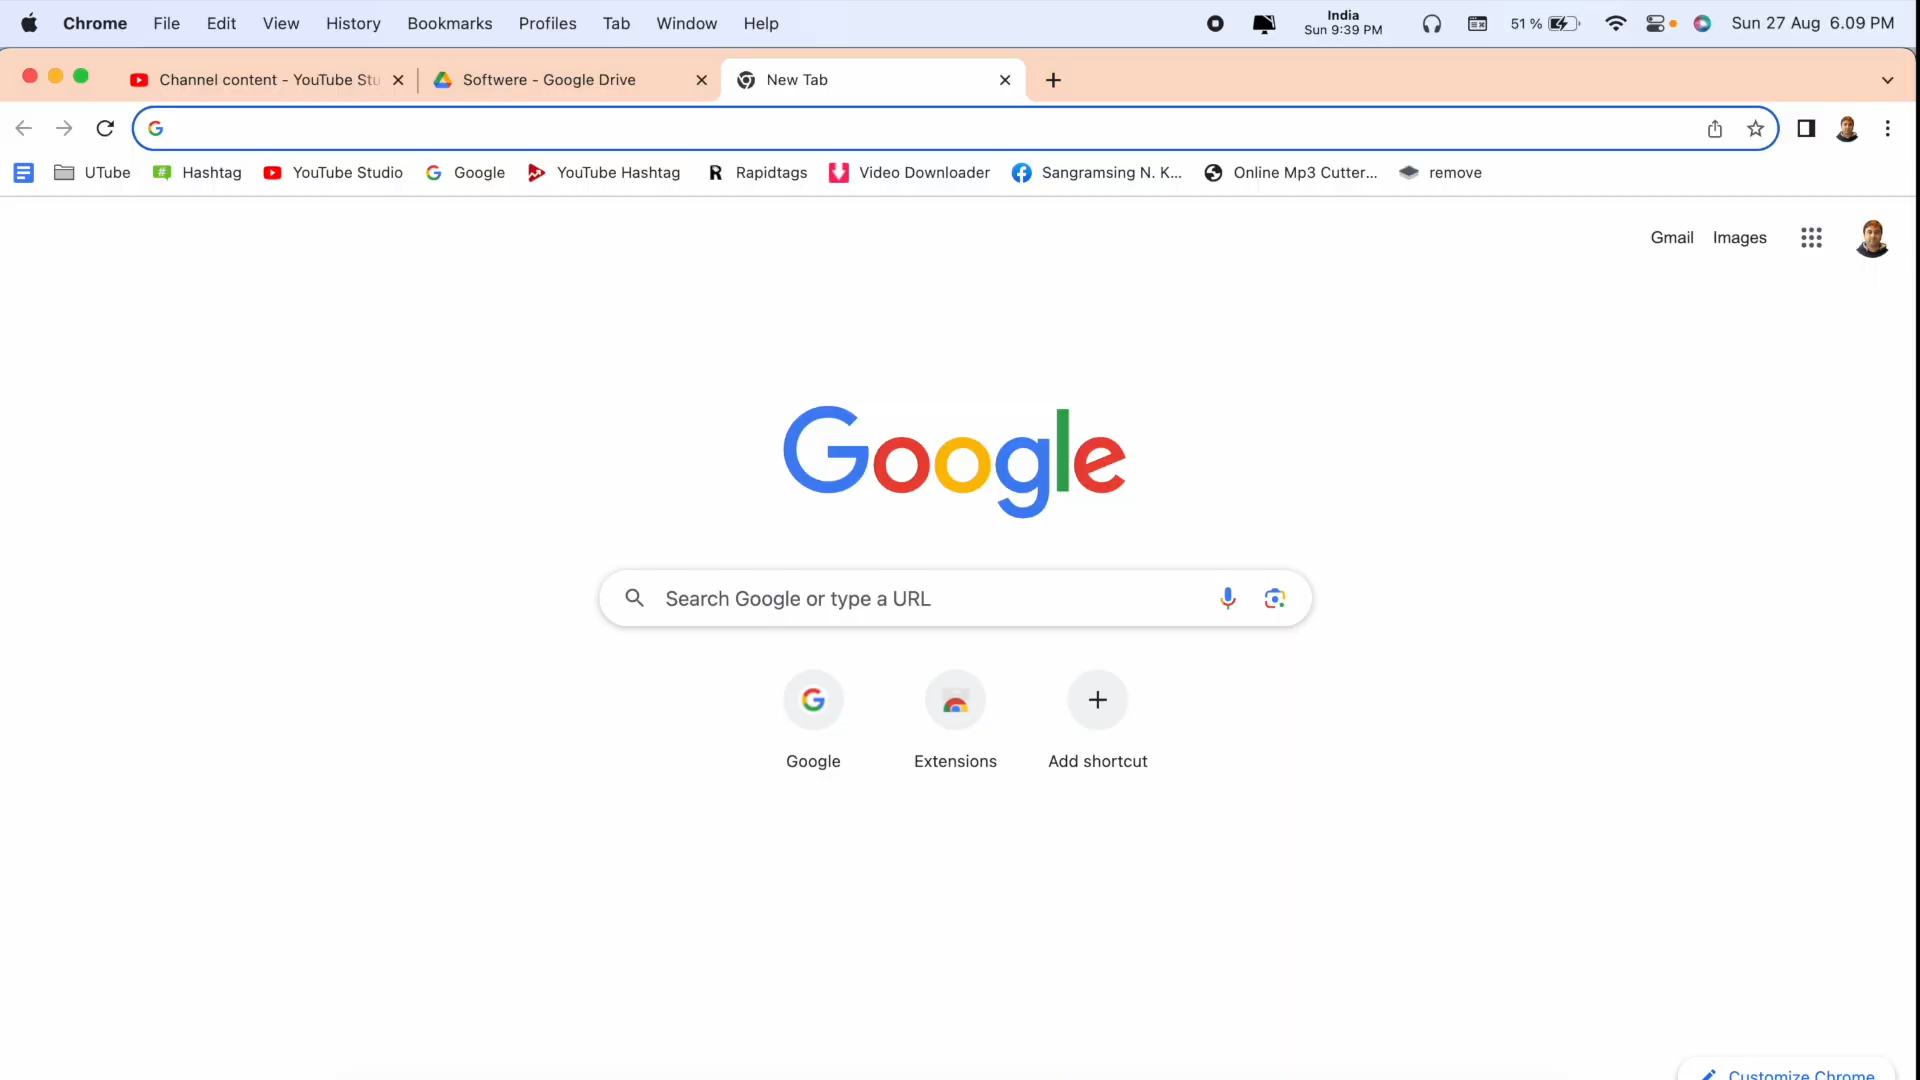 Chrome File Edit View History Bookmarks Profiles Tab Window Help India Sun 9:39 PM 51 % Sun 27 Aug 6.09 PM
Channel content - YouTube Stu Softwere - Google Drive New Tab
UTube Hashtag YouTube Studio Google YouTube Hashtag R Rapidtags Video Downloader Sangramsing N. K... Online Mp3 Cutter... remove
Gmail Images
Google
Search Google or type a URL
Google Extensions Add shortcut
Customize Chrome